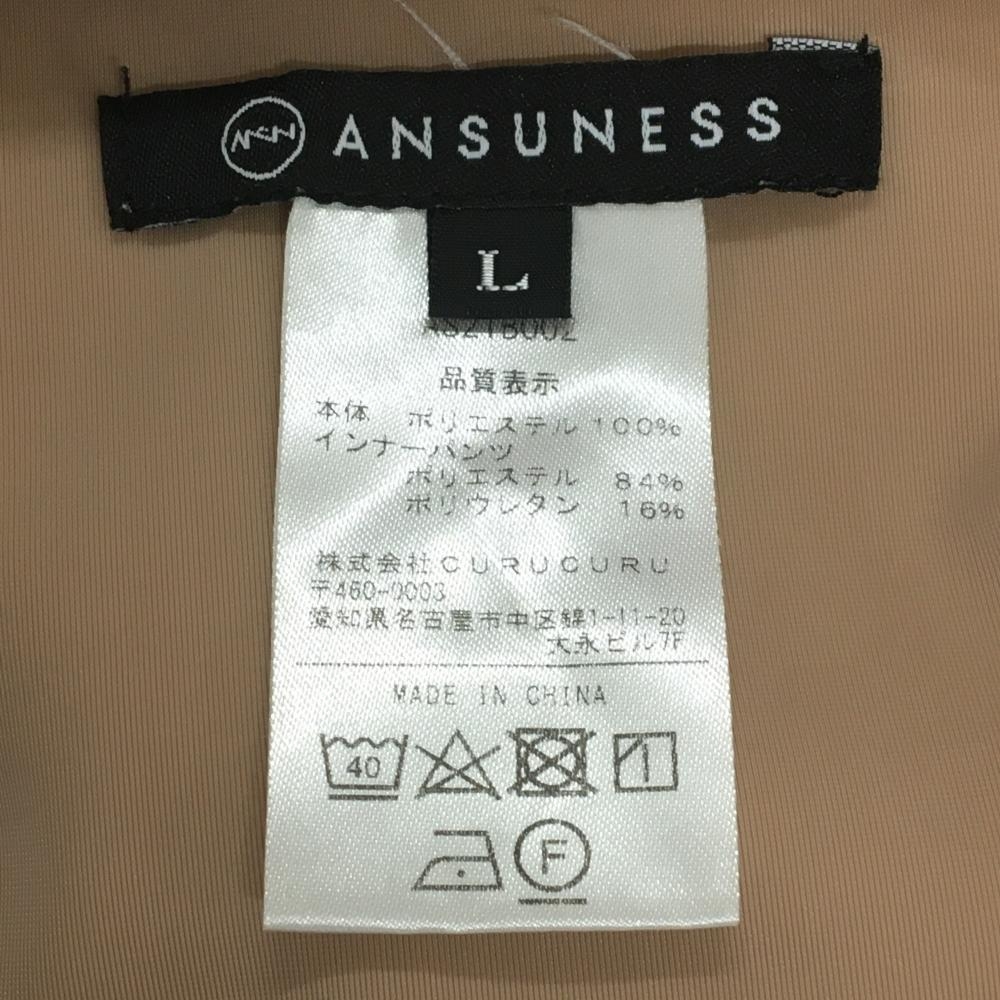 ANSUNESS
L
品質表示
本体 ポリエステル 100%
インナーパンツ
ポリエステル 84%
ポリウレタン 16%
株式会社CURUCURU
〒460-0003
愛知県名古屋市中区錦1-11-20
大永ビル7F
MADE IN CHINA
40
F